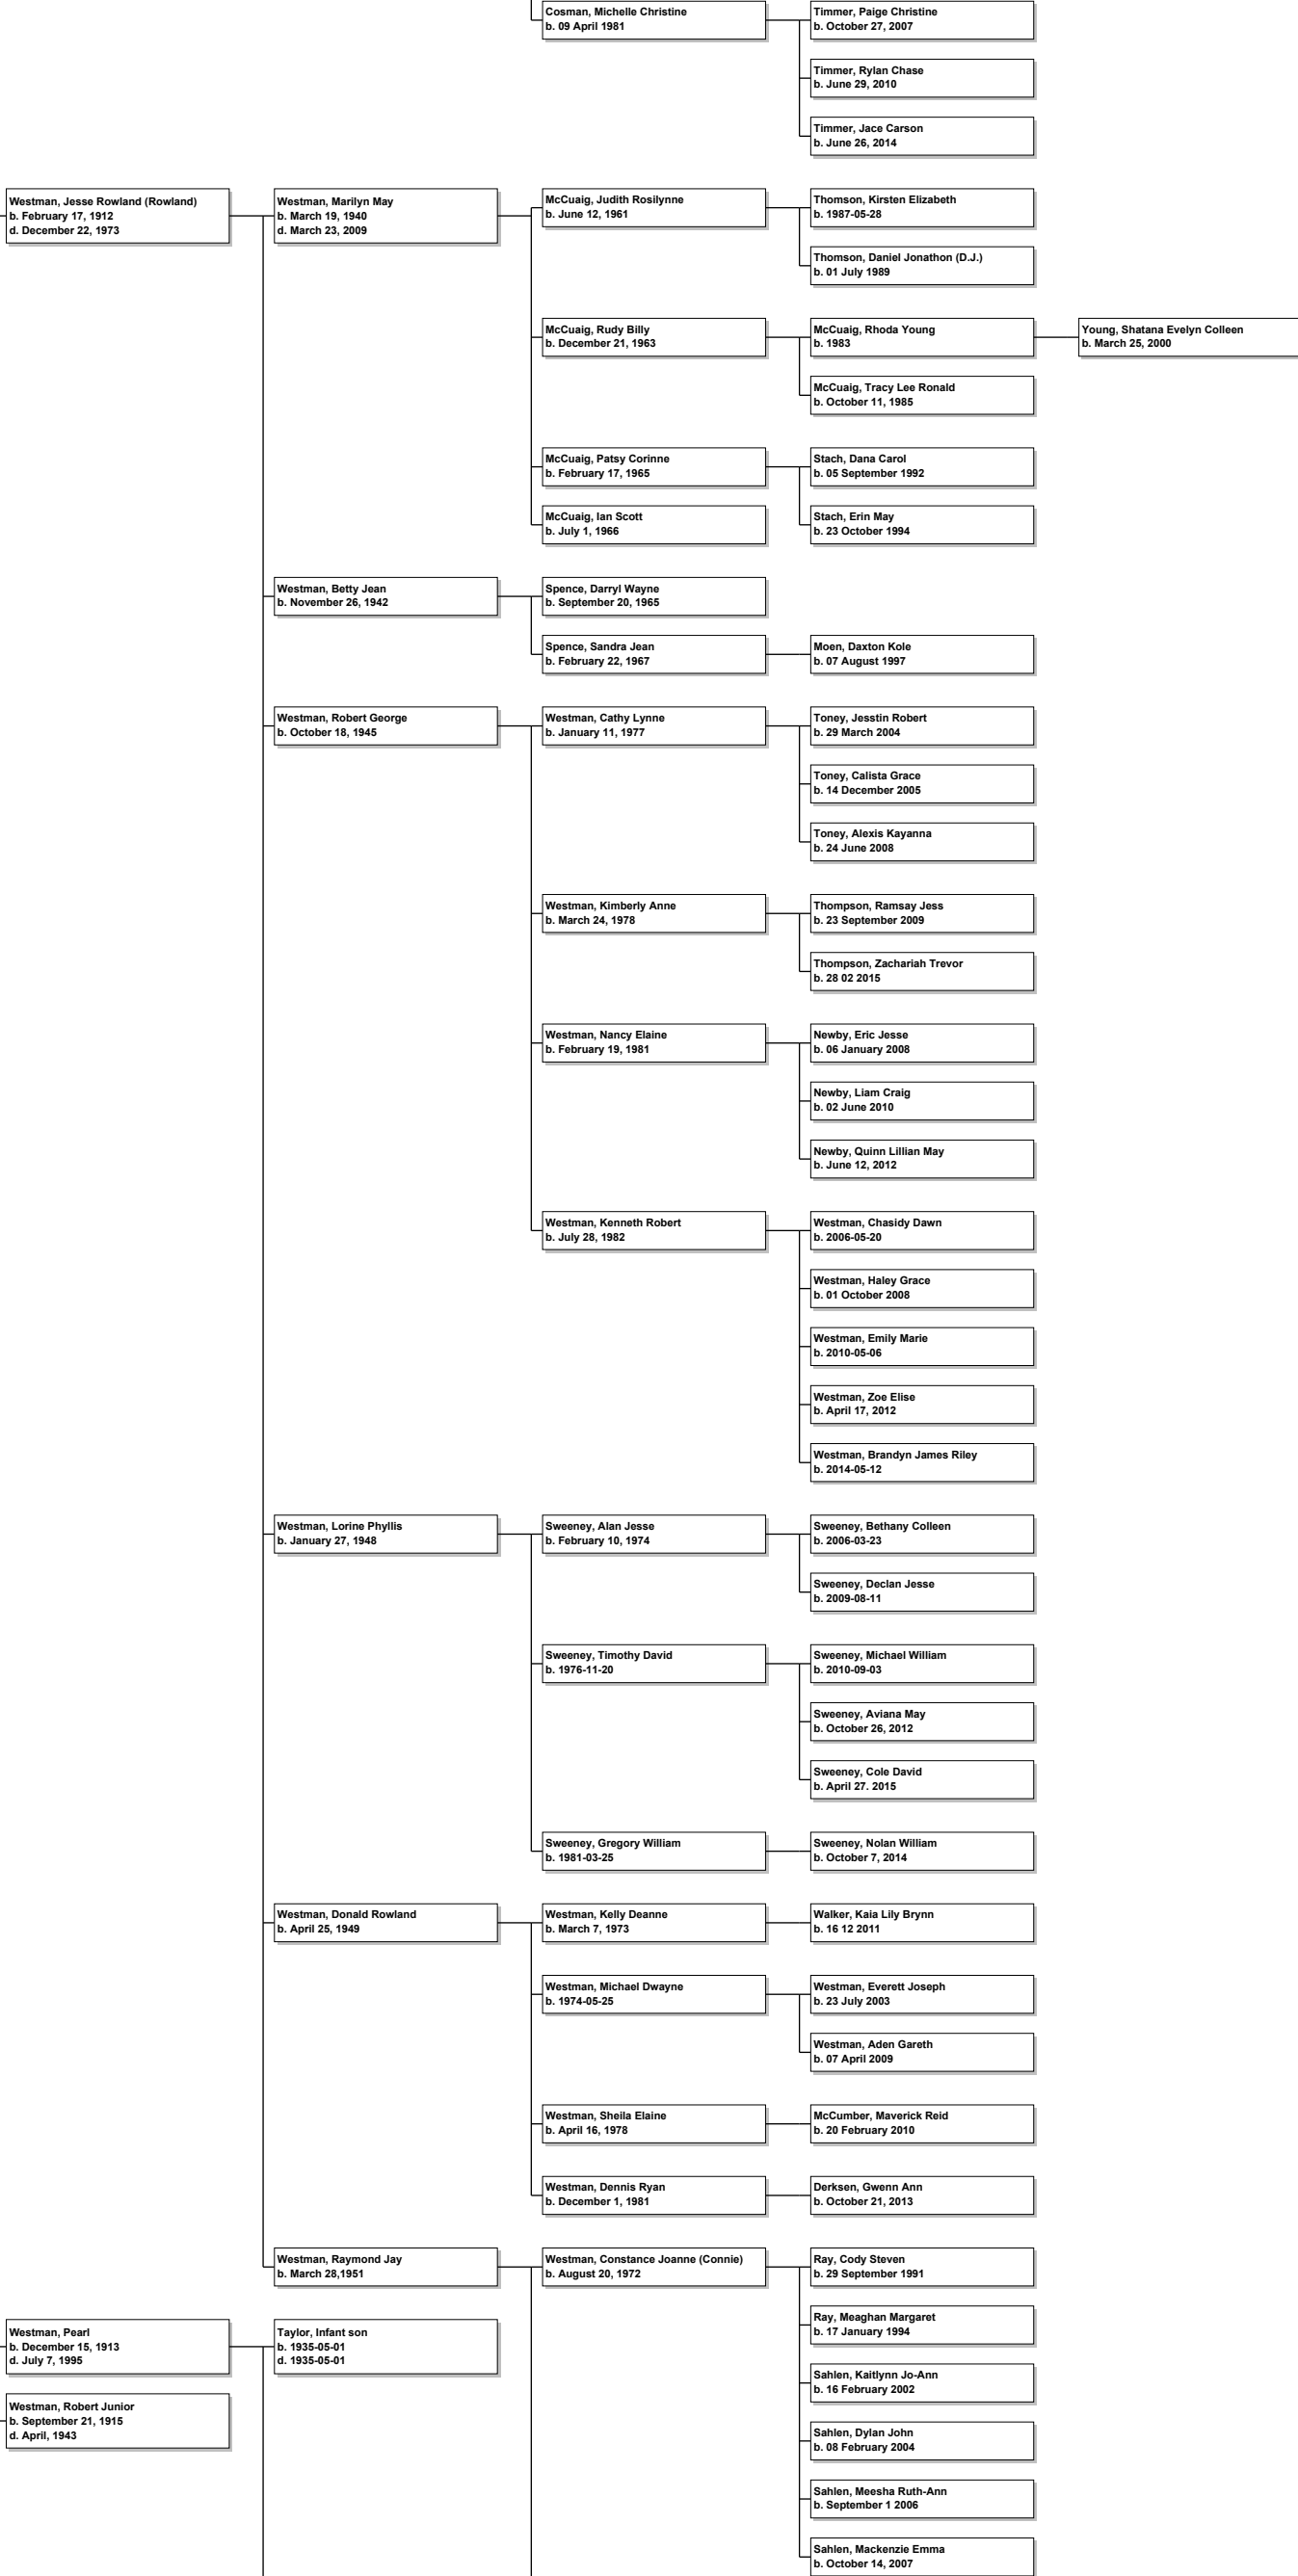 Cosman, Michelle Christine
b. 09 April 1981
Timmer, Paige Christine
b. October 27, 2007
Timmer, Rylan Chase
b. June 29, 2010
Timmer, Jace Carson
b. June 26, 2014
Westman, Jesse Rowland (Rowland)
b. February 17, 1912
d. December 22, 1973
Westman, Marilyn May
b. March 19, 1940
d. March 23, 2009
McCuaig, Judith Rosilynne
b. June 12, 1961
Thomson, Kirsten Elizabeth
b. 1987-05-28
Thomson, Daniel Jonathon (D.J.)
b. 01 July 1989
McCuaig, Rudy Billy
b. December 21, 1963
McCuaig, Rhoda Young
b. 1983
Young, Shatana Evelyn Colleen
b. March 25, 2000
McCuaig, Tracy Lee Ronald
b. October 11, 1985
McCuaig, Patsy Corinne
b. February 17, 1965
Stach, Dana Carol
b. 05 September 1992
McCuaig, Ian Scott
b. July 1, 1966
Stach, Erin May
b. 23 October 1994
Westman, Betty Jean
b. November 26, 1942
Spence, Darryl Wayne
b. September 20, 1965
Spence, Sandra Jean
b. February 22, 1967
Moen, Daxton Kole
b. 07 August 1997
Westman, Robert George
b. October 18, 1945
Westman, Cathy Lynne
b. January 11, 1977
Toney, Jesstin Robert
b. 29 March 2004
Toney, Calista Grace
b. 14 December 2005
Toney, Alexis Kayanna
b. 24 June 2008
Westman, Kimberly Anne
b. March 24, 1978
Thompson, Ramsay Jess
b. 23 September 2009
Thompson, Zachariah Trevor
b. 28 02 2015
Westman, Nancy Elaine
b. February 19, 1981
Newby, Eric Jesse
b. 06 January 2008
Newby, Liam Craig
b. 02 June 2010
Newby, Quinn Lillian May
b. June 12, 2012
Westman, Kenneth Robert
b. July 28, 1982
Westman, Chasidy Dawn
b. 2006-05-20
Westman, Haley Grace
b. 01 October 2008
Westman, Emily Marie
b. 2010-05-06
Westman, Zoe Elise
b. April 17, 2012
Westman, Brandyn James Riley
b. 2014-05-12
Westman, Lorine Phyllis
b. January 27, 1948
Sweeney, Alan Jesse
b. February 10, 1974
Sweeney, Bethany Colleen
b. 2006-03-23
Sweeney, Declan Jesse
b. 2009-08-11
Sweeney, Timothy David
b. 1976-11-20
Sweeney, Michael William
b. 2010-09-03
Sweeney, Aviana May
b. October 26, 2012
Sweeney, Cole David
b. April 27. 2015
Sweeney, Gregory William
b. 1981-03-25
Sweeney, Nolan William
b. October 7, 2014
Westman, Donald Rowland
b. April 25, 1949
Westman, Kelly Deanne
b. March 7, 1973
Walker, Kaia Lily Brynn
b. 16 12 2011
Westman, Michael Dwayne
b. 1974-05-25
Westman, Everett Joseph
b. 23 July 2003
Westman, Aden Gareth
b. 07 April 2009
Westman, Sheila Elaine
b. April 16, 1978
McCumber, Maverick Reid
b. 20 February 2010
Westman, Dennis Ryan
b. December 1, 1981
Derksen, Gwenn Ann
b. October 21, 2013
Westman, Raymond Jay
b. March 28,1951
Westman, Constance Joanne (Connie)
b. August 20, 1972
Ray, Cody Steven
b. 29 September 1991
Westman, Pearl
b. December 15, 1913
d. July 7, 1995
Taylor, Infant son
b. 1935-05-01
d. 1935-05-01
Ray, Meaghan Margaret
b. 17 January 1994
Sahlen, Kaitlynn Jo-Ann
b. 16 February 2002
Westman, Robert Junior
b. September 21, 1915
d. April, 1943
Sahlen, Dylan John
b. 08 February 2004
Sahlen, Meesha Ruth-Ann
b. September 1 2006
Sahlen, Mackenzie Emma
b. October 14, 2007